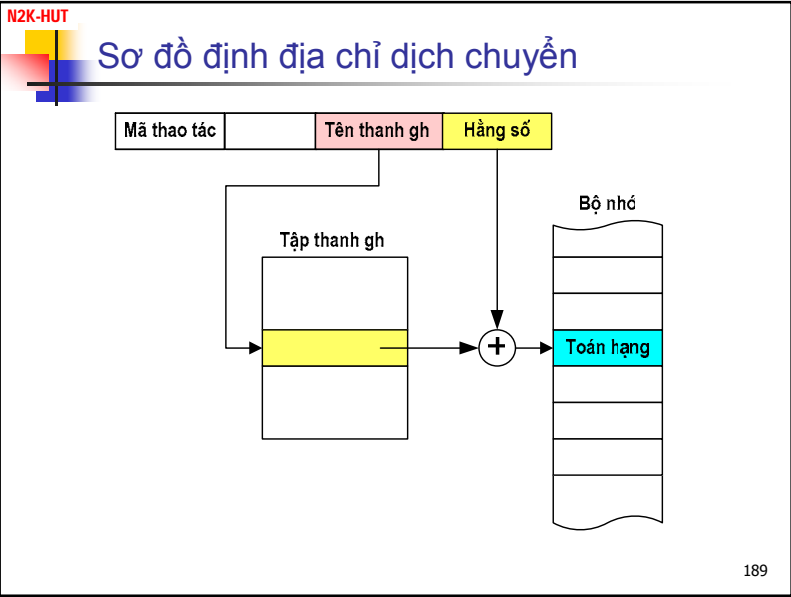 N2K-HUT
Sơ đồ định địa chỉ dịch chuyển
Mã thao tác
Tên thanh gh
Hằng số
Bộ nhớ
Tập thanh gh
+
Toán hạng
189